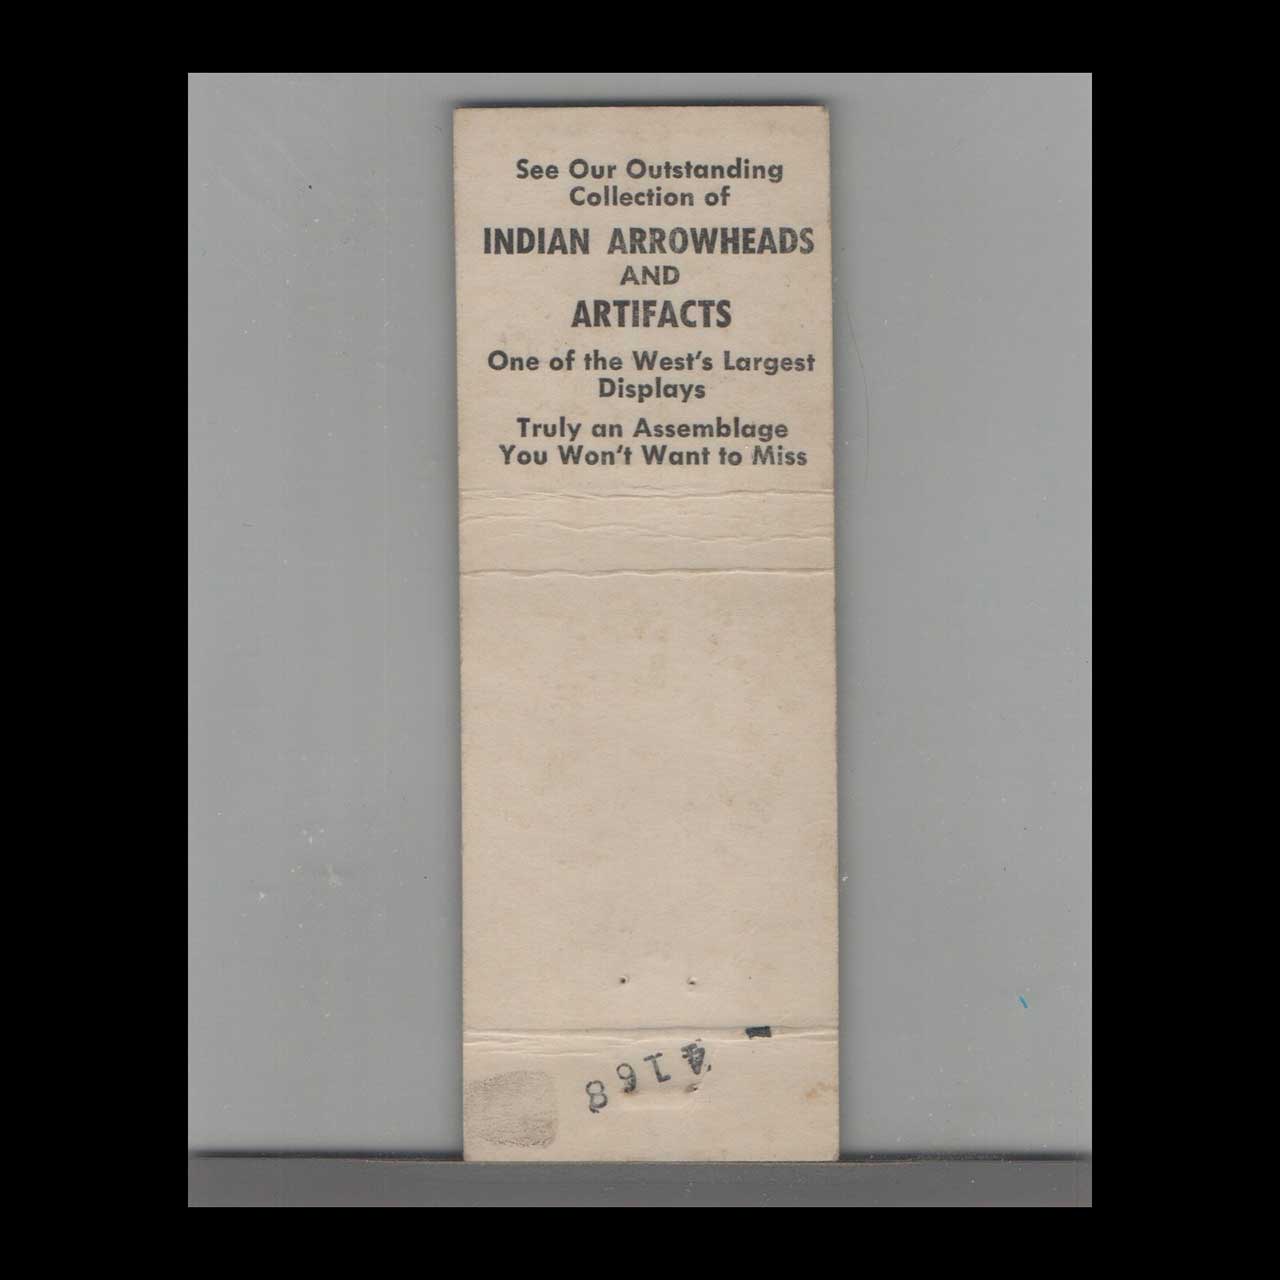 See Our Outstanding
Collection of
INDIAN ARROWHEADS
AND
ARTIFACTS
One of the West's Largest
Displays
Truly an Assemblage
You Won't Want to Miss
4168